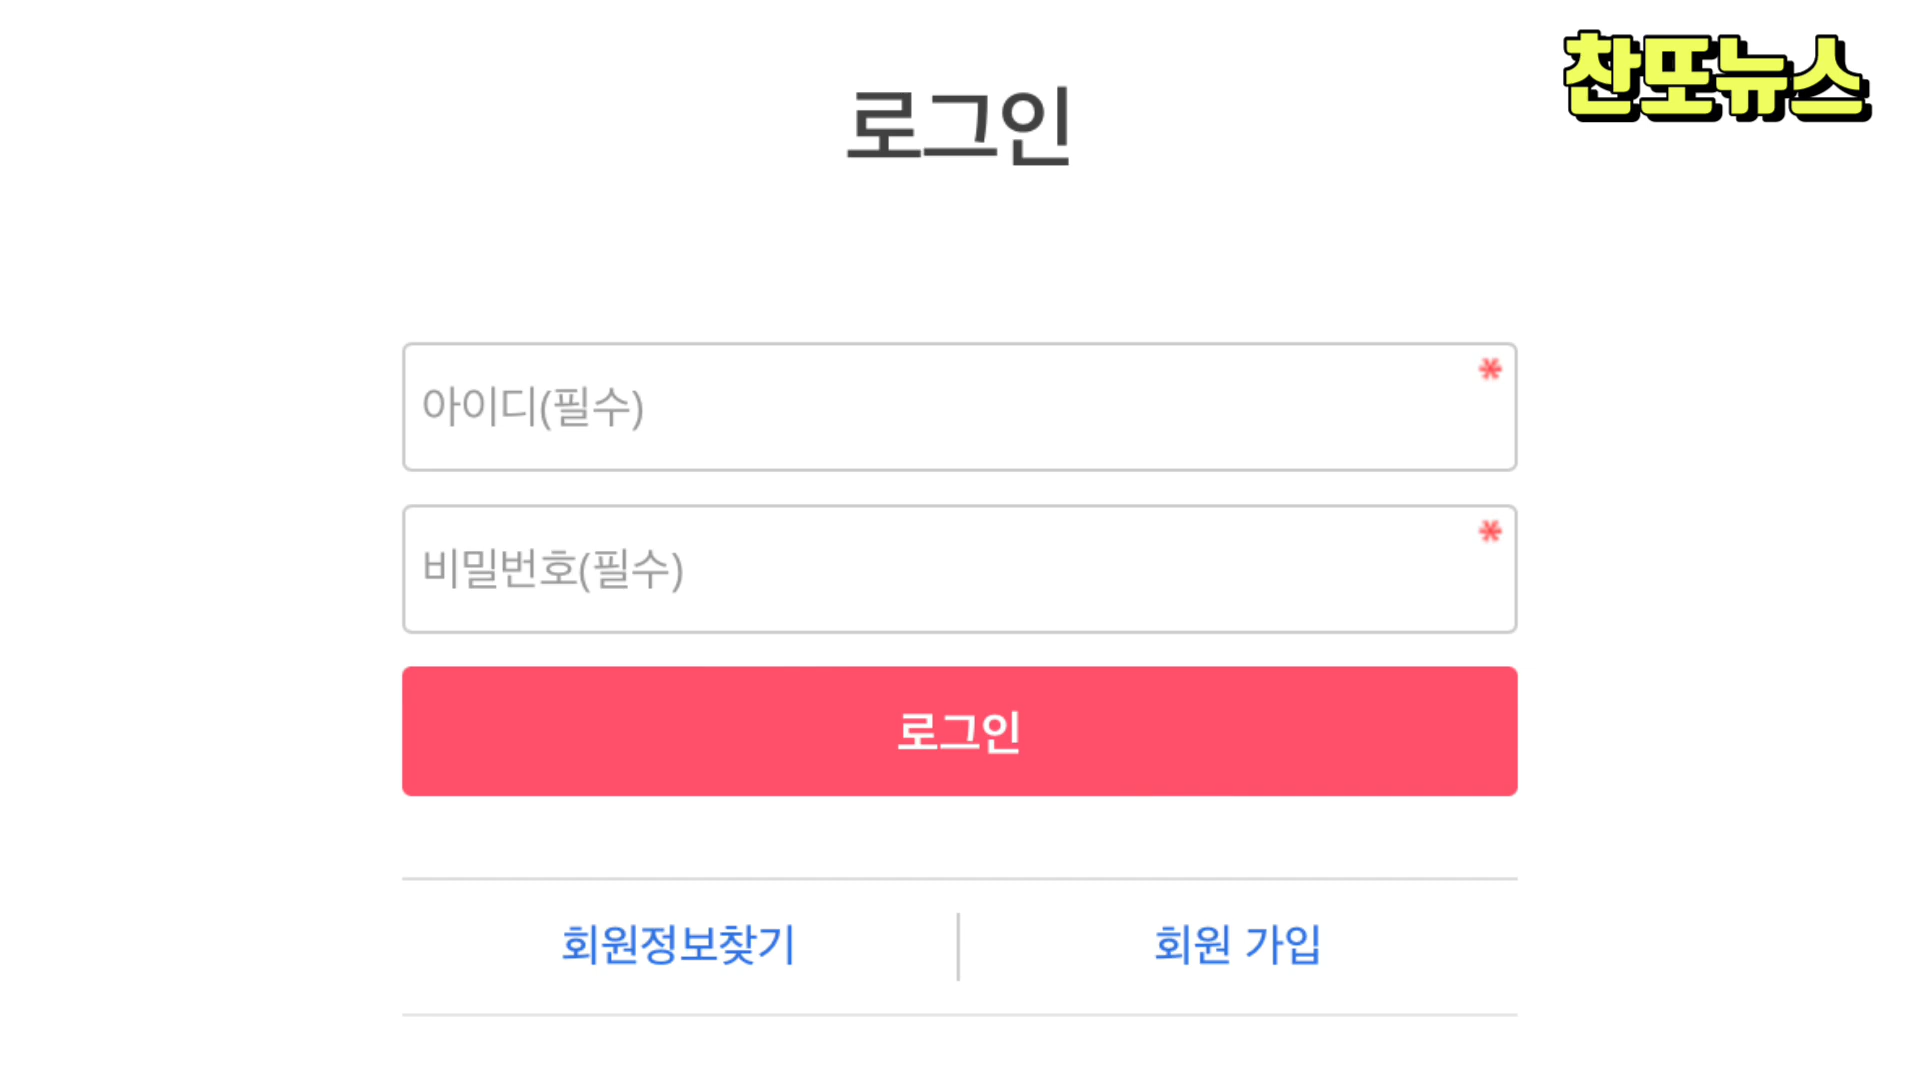 찬또뉴스
로그인
아이디(필수) *
비밀번호(필수) *
로그인
회원정보찾기
회원 가입